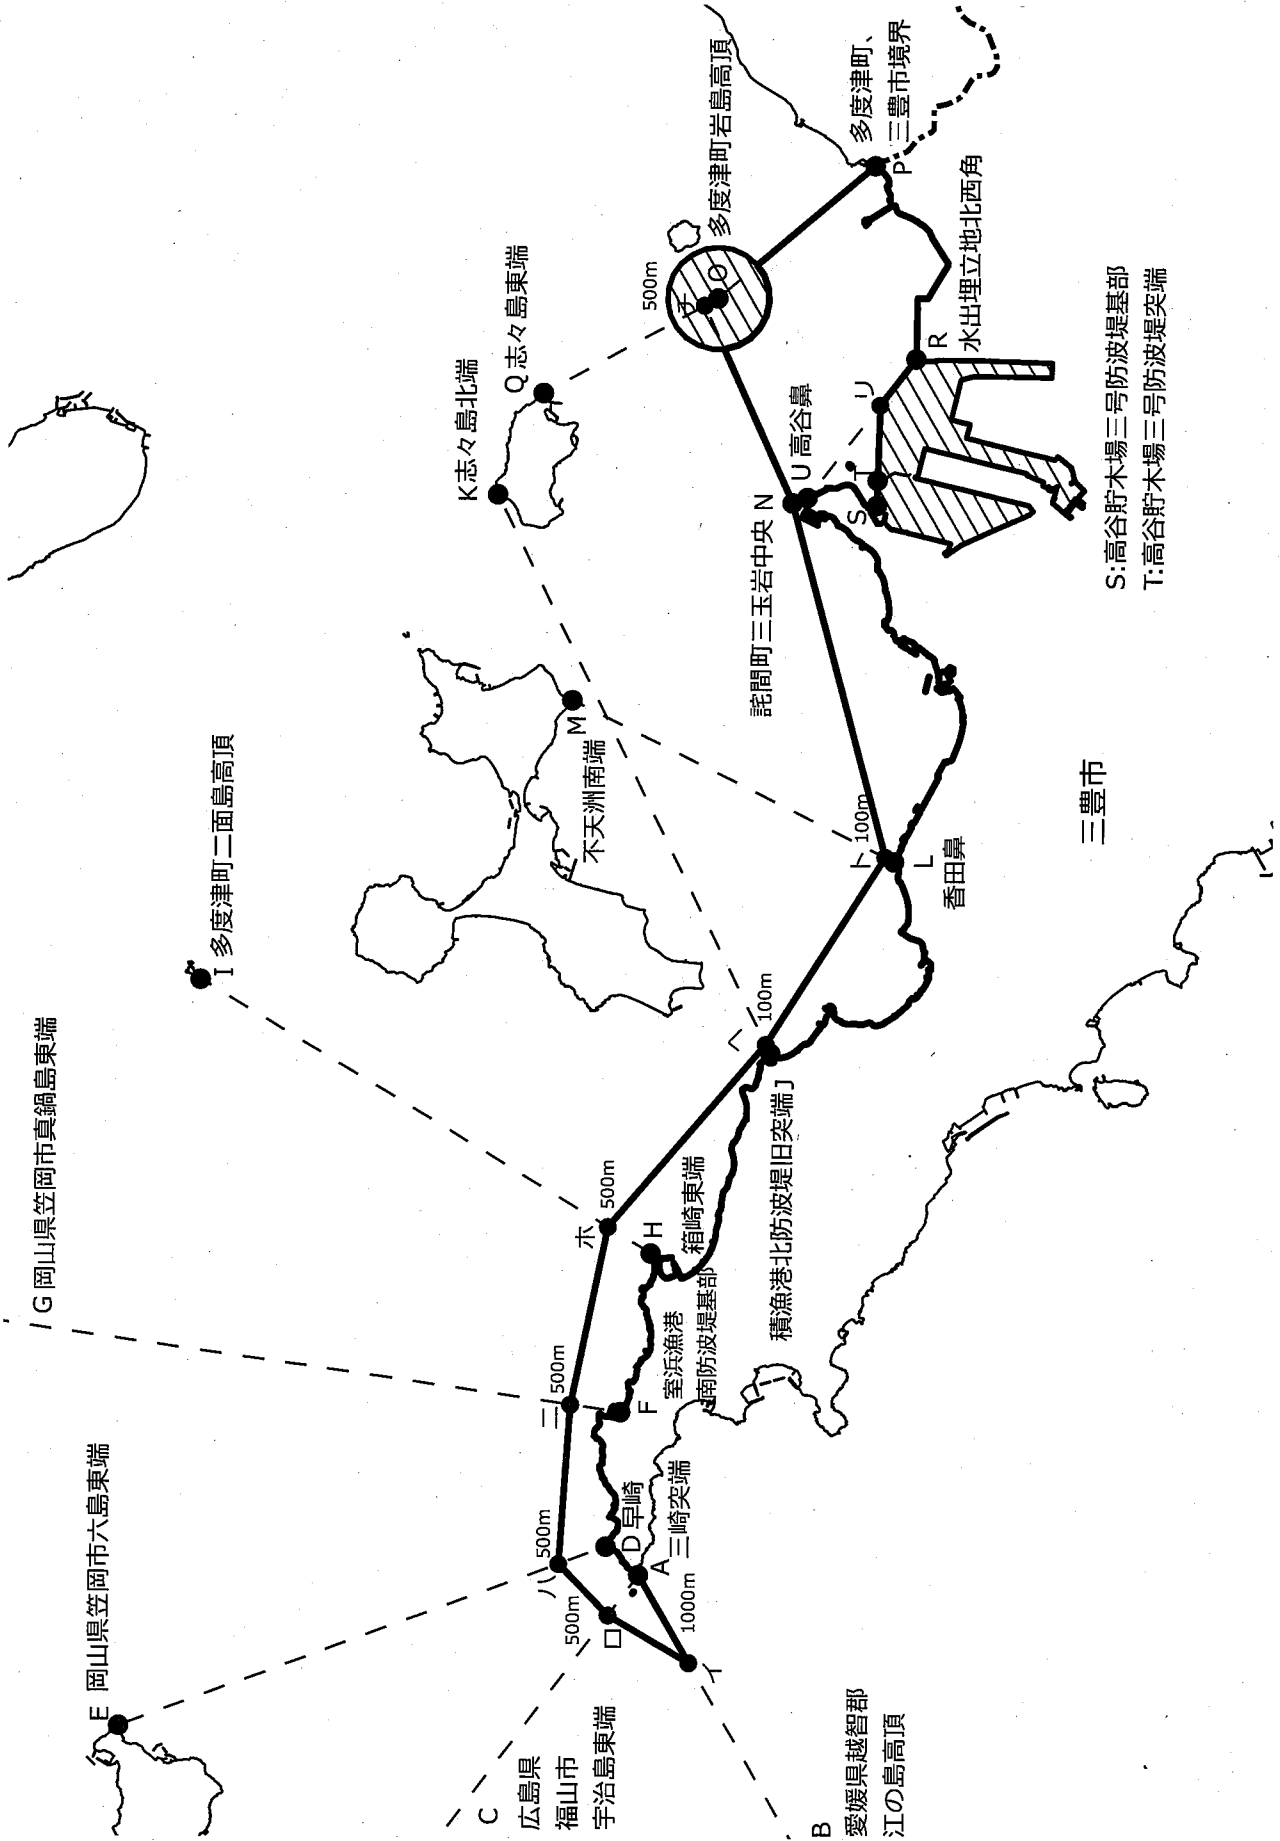 E 岡山県笠岡市六島東端
G 岡山県笠岡市真鍋島東端
I 多度津町二面島高頂
K志々島北端
Q 志々島東端
C
広島県
福山市
宇治島東端
B
愛媛県越智郡
江の島高頂
イ
1000m
ロ
500m
ハ
500m
ニ
500m
ホ
500m
ヘ
100m
ト
100m
チ
500m
リ
A
三崎突端
D 早崎
F
室浜漁港
南防波堤基部
H
箱崎東端
積漁港北防波堤旧突端J
L
香田鼻
M
不天洲南端
詫間町三玉岩中央 N
U 高谷鼻
O
多度津町岩島高頂
P
多度津町、
三豊市境界
R
水出埋立地北西角
S
T
三豊市
S:高谷貯木場三号防波堤基部
T:高谷貯木場三号防波堤突端